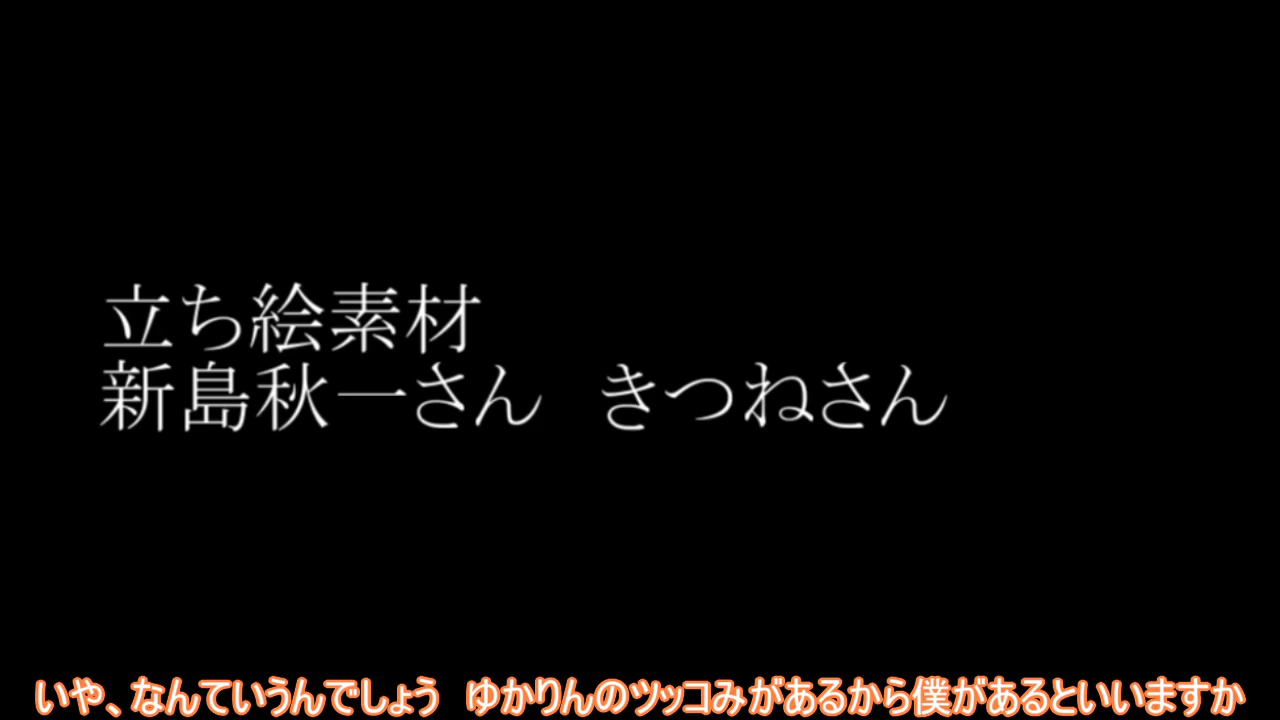 立ち絵素材
新島秋一さん　きつねさん
いや、なんていうんでしょう　ゆかりんのツッコみがあるから僕があるといいますか